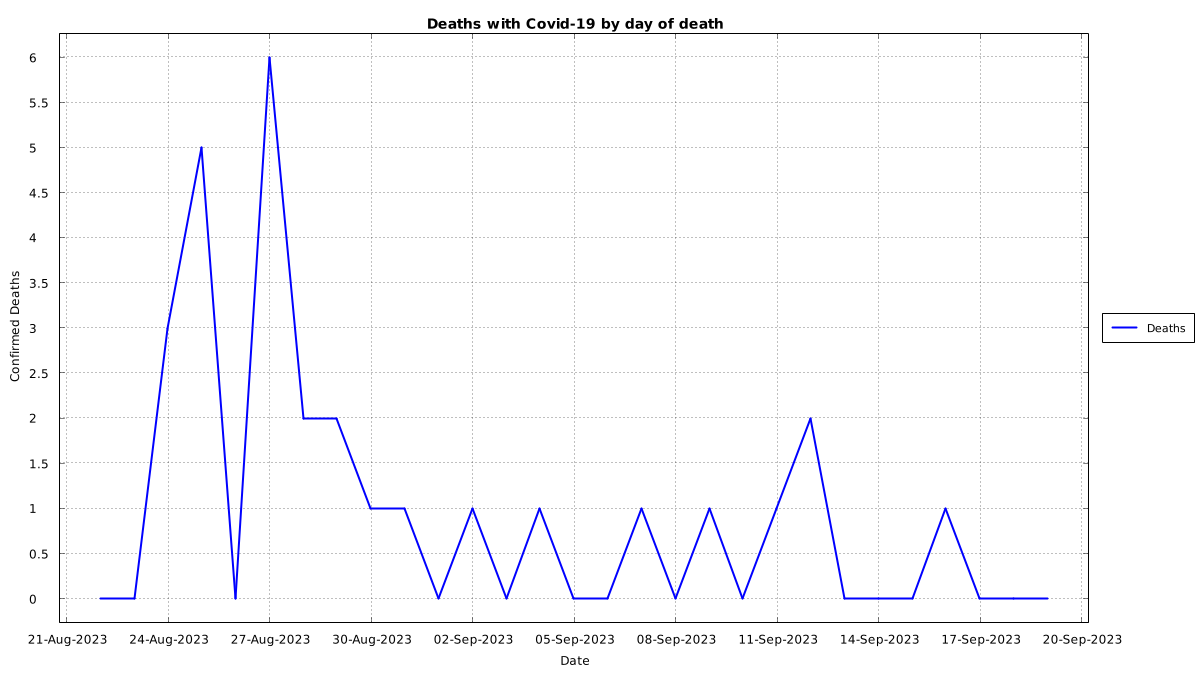 Deaths with Covid-19 by day of death
6
5.5
5
4.5
4
3.5
3
2.5
2
1.5
1
0.5
0
Confirmed Deaths
21-Aug-2023 24-Aug-2023 27-Aug-2023 30-Aug-2023 02-Sep-2023 05-Sep-2023 08-Sep-2023 11-Sep-2023 14-Sep-2023 17-Sep-2023 20-Sep-2023
Date
Deaths